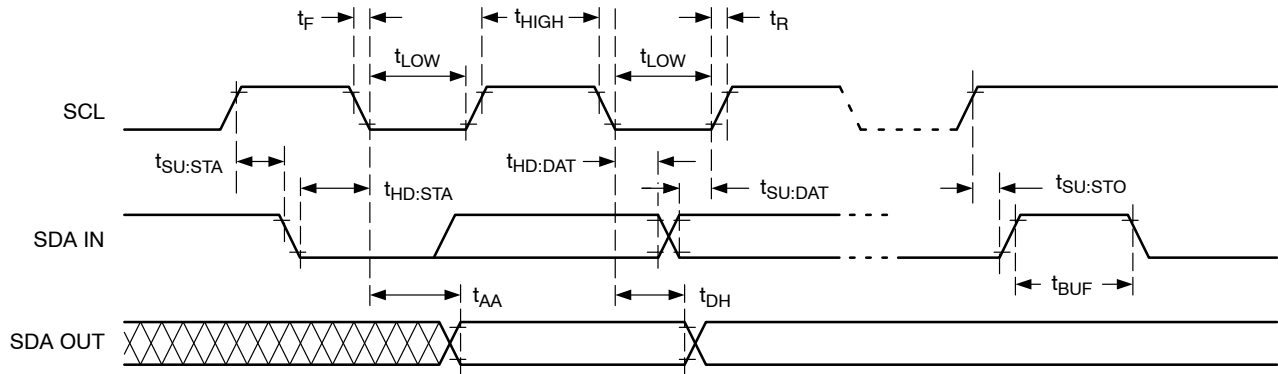 tF
tHIGH
tR
tLOW
tLOW
SCL
tSU:STA
tHD:STA
tHD:DAT
tSU:DAT
tSU:STO
SDA IN
tBUF
tAA
tDH
SDA OUT